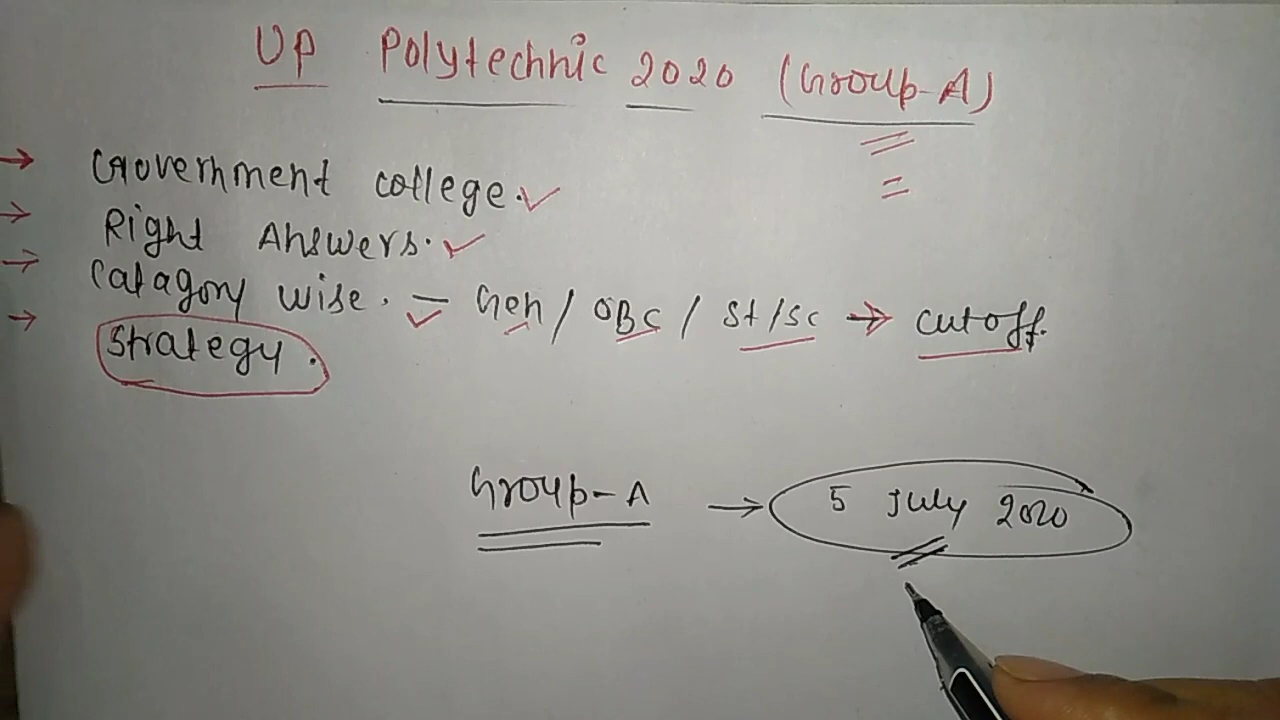 UP Polytechnic 2020 (Group-A)
→ Government college.✓
→ Right Answers.✓
→ Catagory wise. ✓ — Gen / OBC / St/Sc → cutoff.
→ Strategy.
Group-A → 5 July 2020